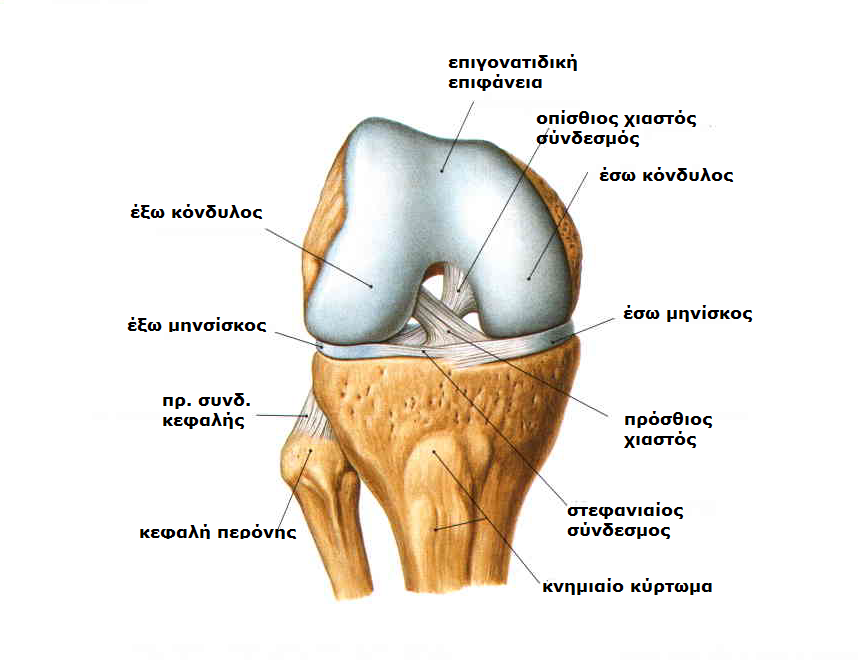 επιγονατιδική
επιφάνεια
οπίσθιος χιαστός
σύνδεσμός
έσω κόνδυλος
έξω κόνδυλος
έσω μηνίσκος
έξω μηνσίσκος
πρ. συνδ.
κεφαλής
πρόσθιος
χιαστός
στεφανιαίος
σύνδεσμος
κεφαλή περόνης
κνημιαίο κύρτωμα